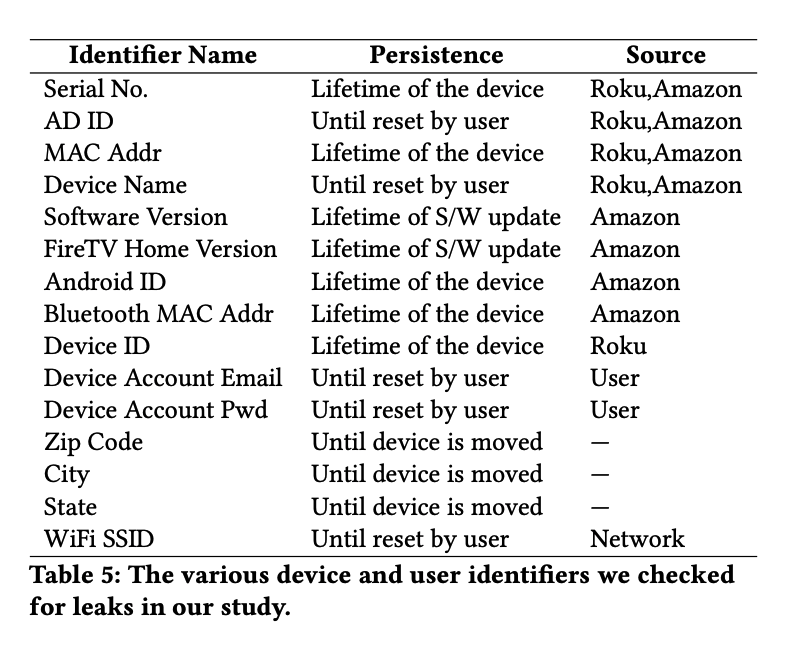 Identifier Name Persistence Source
Serial No. Lifetime of the device Roku,Amazon
AD ID Until reset by user Roku,Amazon
MAC Addr Lifetime of the device Roku,Amazon
Device Name Until reset by user Roku,Amazon
Software Version Lifetime of S/W update Amazon
FireTV Home Version Lifetime of S/W update Amazon
Android ID Lifetime of the device Amazon
Bluetooth MAC Addr Lifetime of the device Amazon
Device ID Lifetime of the device Roku
Device Account Email Until reset by user User
Device Account Pwd Until reset by user User
Zip Code Until device is moved —
City Until device is moved —
State Until device is moved —
WiFi SSID Until reset by user Network
Table 5: The various device and user identifiers we checked
for leaks in our study.